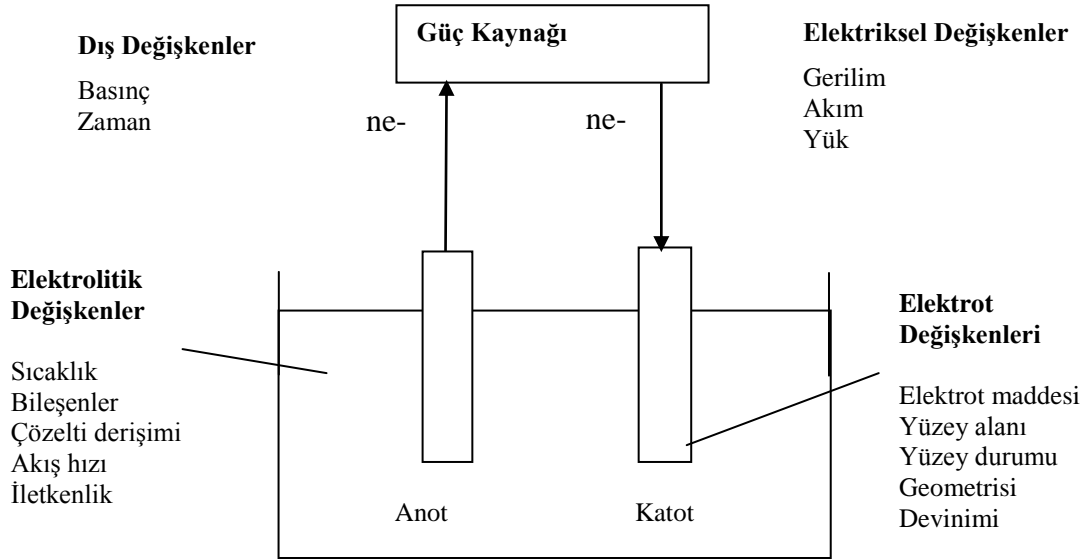 Güç Kaynağı
Dış Değişkenler
Basınç
Zaman
Elektriksel Değişkenler
Gerilim
Akım
Yük
ne-
ne-
Elektrolitik
Değişkenler
Sıcaklık
Bileşenler
Çözelti derişimi
Akış hızı
İletkenlik
Elektrot
Değişkenleri
Elektrot maddesi
Yüzey alanı
Yüzey durumu
Geometrisi
Devinimi
Anot
Katot